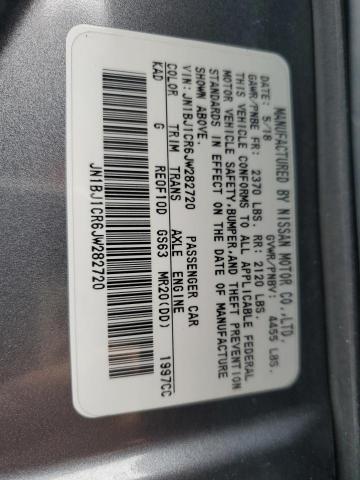 MANUFACTURED BY NISSAN MOTOR CO.,LTD.
5/18 GVWR/PNBV: 4455 LBS.
GAWR/PNBE FR: 2370 LBS. RR: 2120 LBS.
THIS VEHICLE CONFORMS TO ALL APPLICABLE FEDERAL
MOTOR VEHICLE SAFETY,BUMPER,AND THEFT PREVENTION
STANDARDS IN EFFECT ON THE DATE OF MANUFACTURE
SHOWN ABOVE.
VIN:JN1BJ1CR6JW282720 PASSENGER CAR
COLOR TRIM TRANS AXLE ENGINE
KAD G RE0F10D GS83 MR20(DD) 1997CC
JN1BJ1CR6JW282720